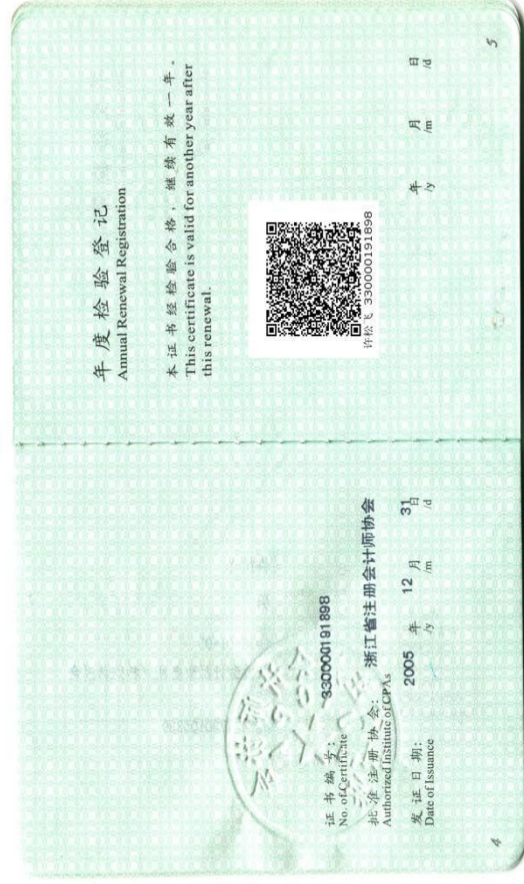 证书编号:
No. of Certificate
330000191898
批准注册协会:
Authorized Institute of CPAs
浙江省注册会计师协会
发证日期:
Date of Issuance
2005 年 12 月 31 日
/y /m /d
4
年度检验登记
Annual Renewal Registration
本证书经检验合格,继续有效一年。
This certificate is valid for another year after
this renewal.
许松飞 330000191898
年 月 日
/y /m /d
5